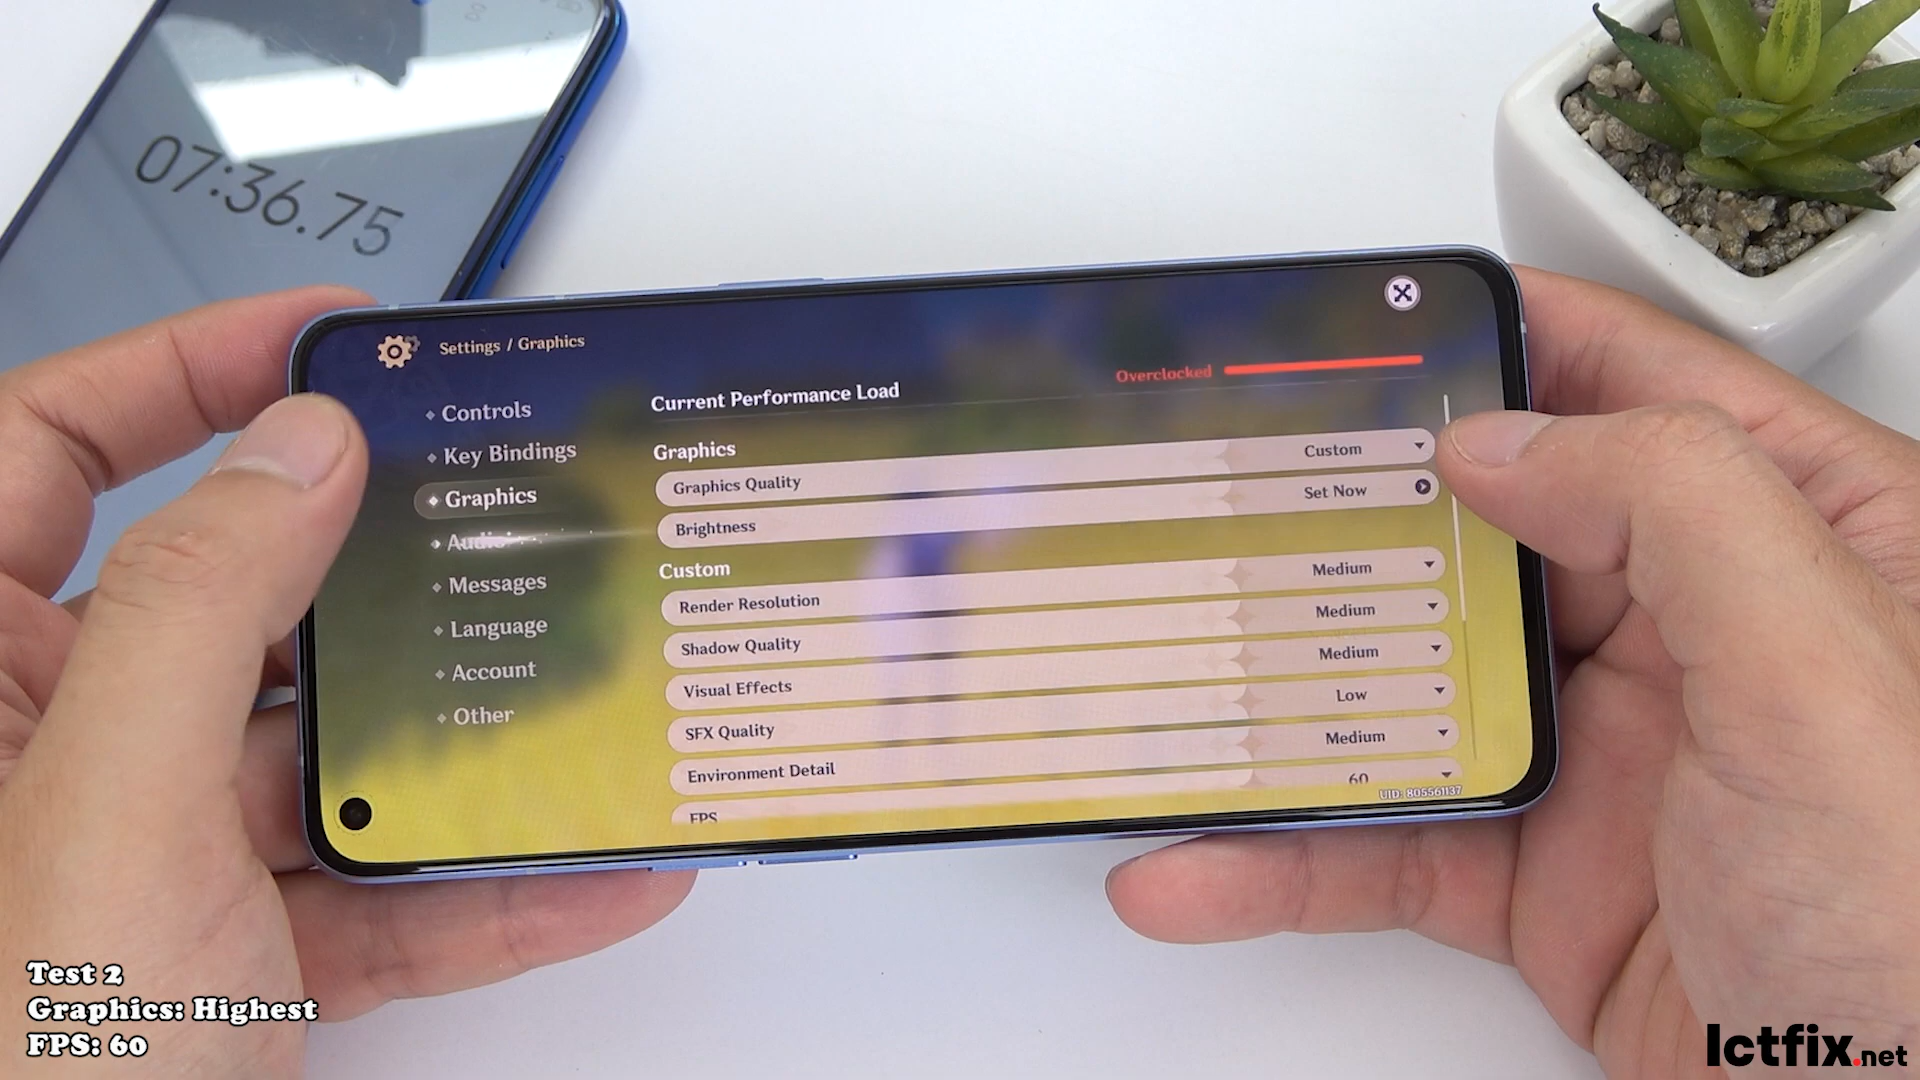 07:36.75
Settings / Graphics
Controls
Key Bindings
Graphics
Audio
Messages
Language
Account
Other
Current Performance Load
Overclocked
Graphics
Graphics Quality Custom
Brightness Set Now
Custom
Render Resolution Medium
Shadow Quality Medium
Visual Effects Medium
SFX Quality Low
Environment Detail Medium
FPS 60
UID: 805561137
Test 2
Graphics: Highest
FPS: 60
Ictfix.net